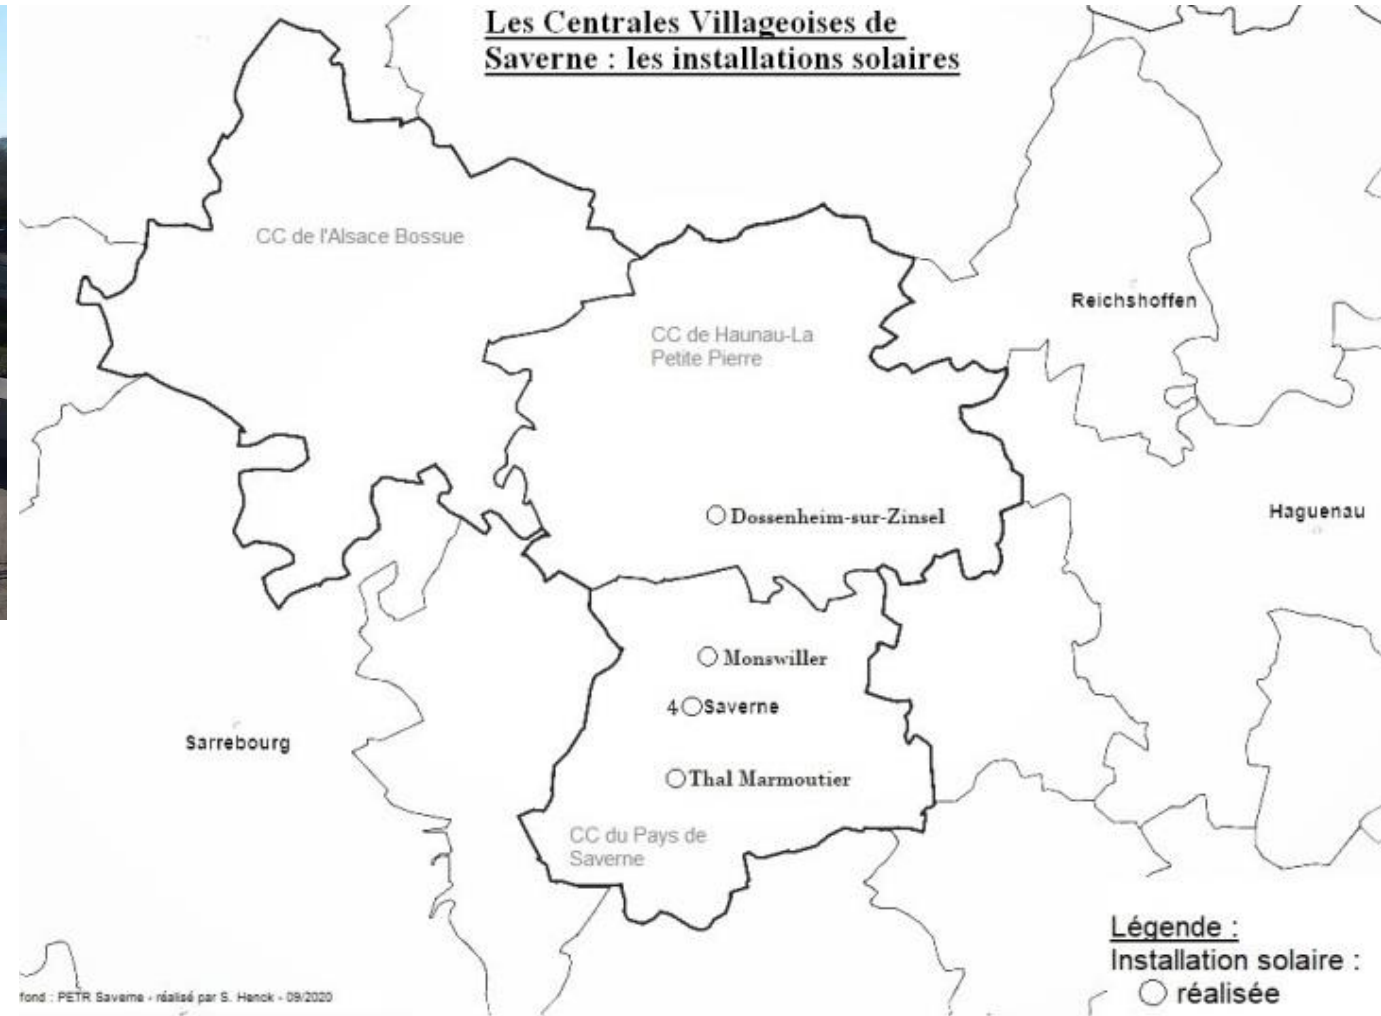 Les Centrales Villageoises de
Saverne : les installations solaires
CC de l'Alsace Bossue
Reichshoffen
CC de Haunau-La
Petite Pierre
Haguenau
Dossenheim-sur-Zinsel
Monswiller
4 Saverne
Sarrebourg
Thal Marmoutier
CC du Pays de
Saverne
Légende :
Installation solaire :
réalisée
fond : PETR Saverne - réalisé par S. Henck - 09/2020